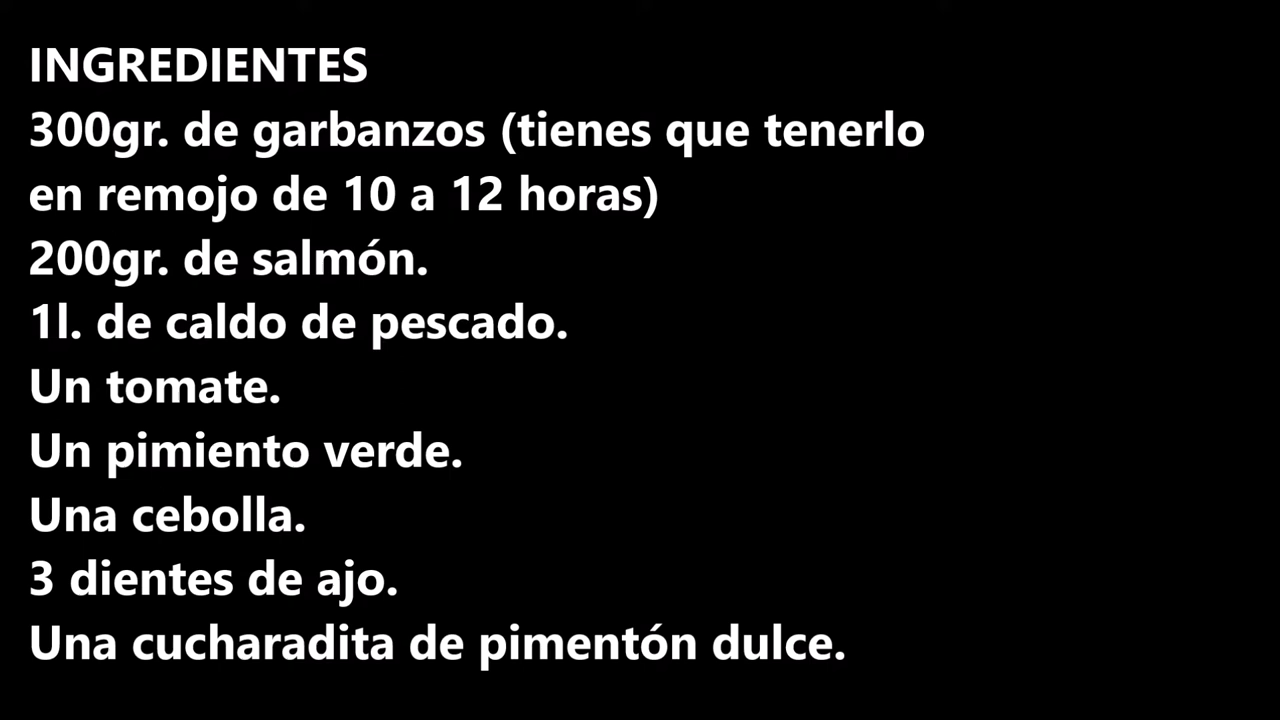 INGREDIENTES
300gr. de garbanzos (tienes que tenerlo
en remojo de 10 a 12 horas)
200gr. de salmón.
1l. de caldo de pescado.
Un tomate.
Un pimiento verde.
Una cebolla.
3 dientes de ajo.
Una cucharadita de pimentón dulce.